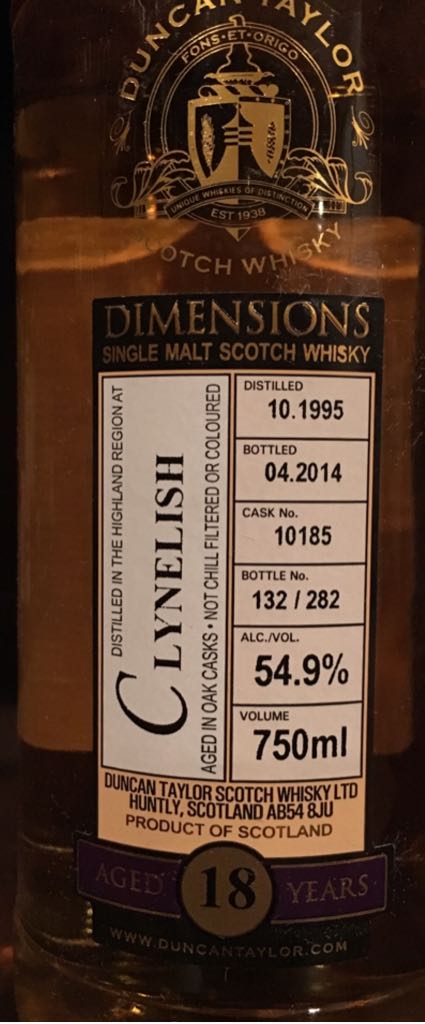 DUNCAN TAYLOR
FONS·ET·ORIGO
UNIQUE WHISKIES OF DISTINCTION
EST 1938
SCOTCH WHISKY
DIMENSIONS
SINGLE MALT SCOTCH WHISKY
DISTILLED IN THE HIGHLAND REGION AT
CLYNELISH
AGED IN OAK CASKS • NOT CHILL FILTERED OR COLOURED
DISTILLED
10.1995
BOTTLED
04.2014
CASK No.
10185
BOTTLE No.
132 / 282
ALC./VOL.
54.9%
VOLUME
750ml
DUNCAN TAYLOR SCOTCH WHISKY LTD
HUNTLY, SCOTLAND AB54 8JU
PRODUCT OF SCOTLAND
AGED 18 YEARS
WWW.DUNCANTAYLOR.COM